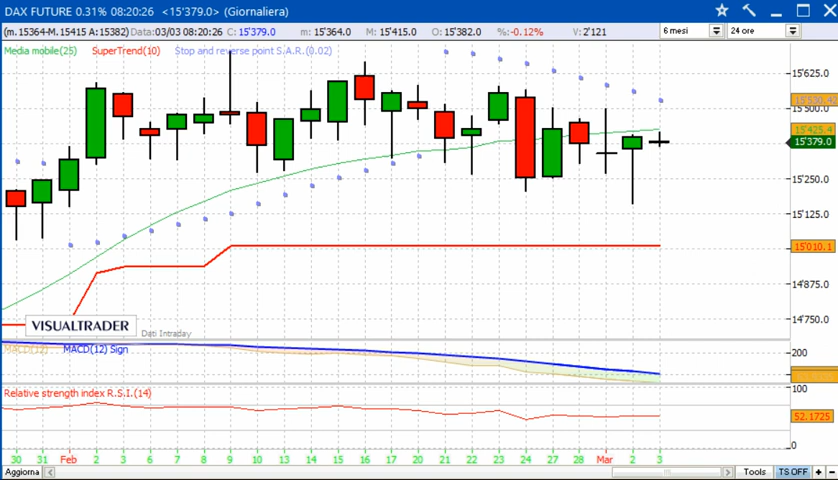 DAX FUTURE 0.31% 08:20:26 <15'379.0> (Giornaliera)
(m.15364-M.15415 A:15382) Data:03/03 08:20:26 C: 15'379.0 m: 15'364.0 M: 15'415.0 O: 15'382.0 %:-0.12% V: 2'121 6 mesi 24 ore
Media mobile(25) SuperTrend(10) Stop and reverse point S.A.R.(0.02)
15'625.0
15'500.0
15'425.4
15'379.0
15'250.0
15'125.0
15'010.1
14'875.0
14'750.0
VISUALTRADER
Dati Intraday
MACD(12) MACD(12) Sign
200
Relative strength index R.S.I.(14)
100
52.1725
0
30 31 Feb 2 3 6 7 8 9 10 13 14 15 16 17 20 21 22 23 24 27 28 Mar 2 3
Aggiorna Tools TS OFF